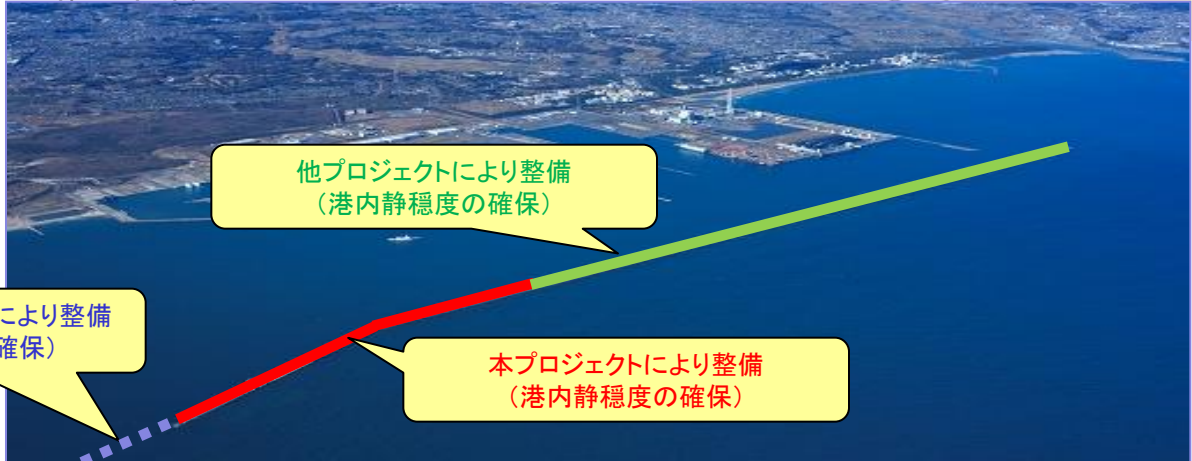 他プロジェクトにより整備
（港内静穏度の確保）
により整備
確保）
本プロジェクトにより整備
（港内静穏度の確保）